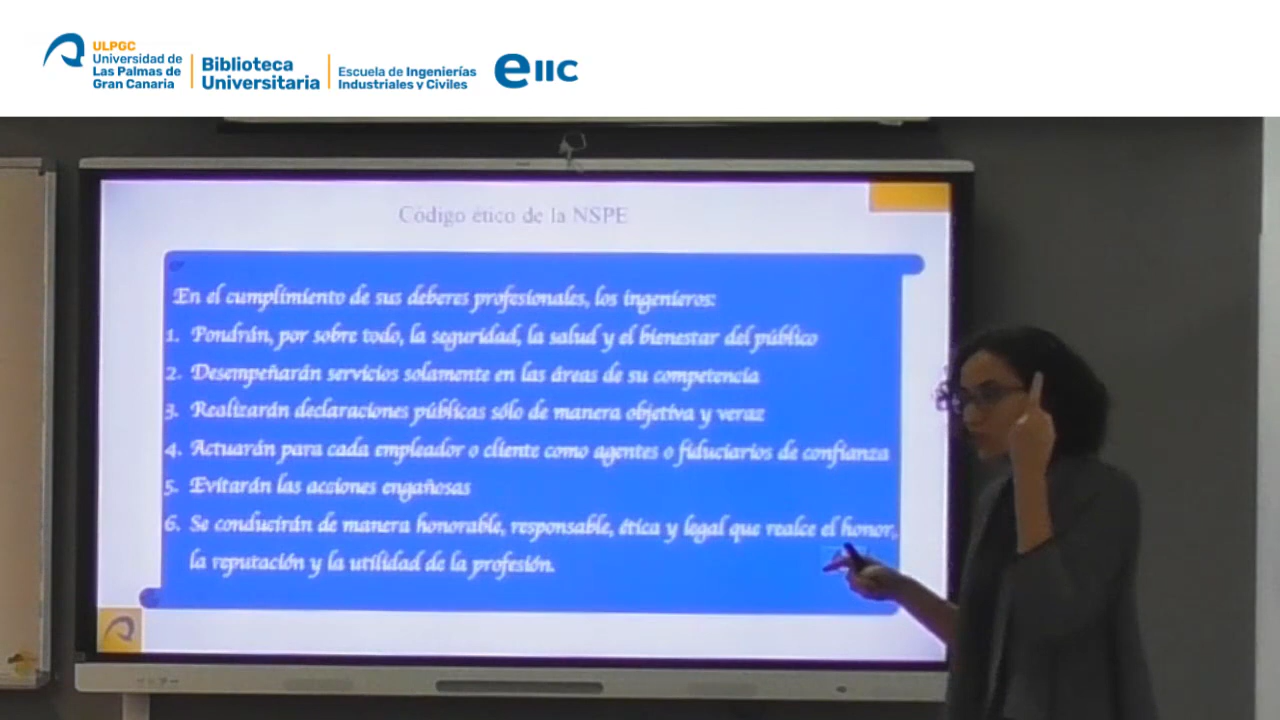 ULPGC
Universidad de
Las Palmas de
Gran Canaria
Biblioteca
Universitaria
Escuela de Ingenierías
Industriales y Civiles
eiic
Código ético de la NSPE
En el cumplimiento de sus deberes profesionales, los ingenieros:
1. Pondrán, por sobre todo, la seguridad, la salud y el bienestar del público
2. Desempeñarán servicios solamente en las áreas de su competencia
3. Realizarán declaraciones públicas sólo de manera objetiva y veraz
4. Actuarán para cada empleador o cliente como agentes o fiduciarios de confianza
5. Evitarán las acciones engañosas
6. Se conducirán de manera honorable, responsable, ética y legal que realce el honor,
la reputación y la utilidad de la profesión.